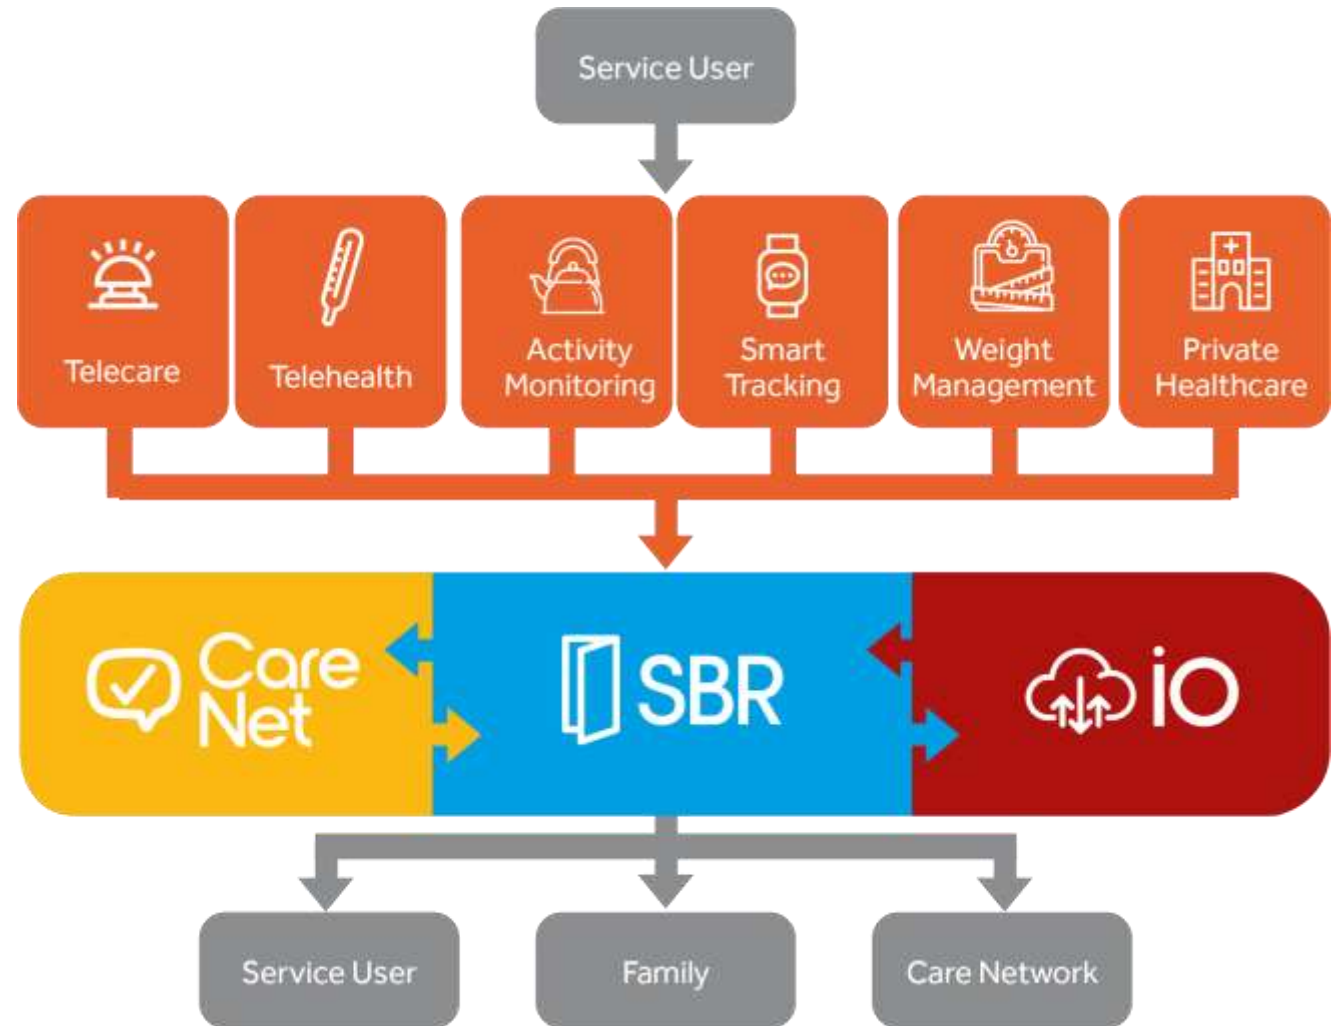 Service User
Telecare
Telehealth
Activity
Monitoring
Smart
Tracking
Weight
Management
Private
Healthcare
Care
Net
SBR
iO
Service User
Family
Care Network